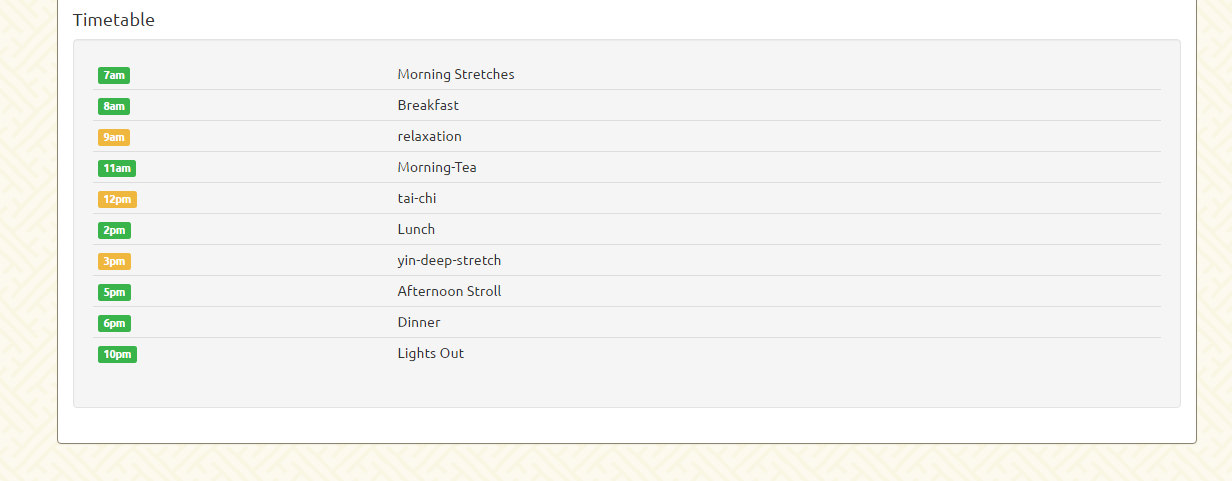 Timetable
7am Morning Stretches
8am Breakfast
9am relaxation
11am Morning-Tea
12pm tai-chi
2pm Lunch
3pm yin-deep-stretch
5pm Afternoon Stroll
6pm Dinner
10pm Lights Out